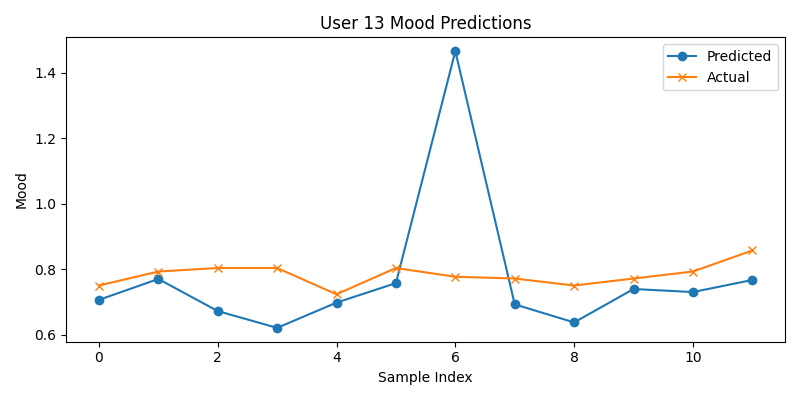 User 13 Mood Predictions
Predicted
Actual
1.4
1.2
1.0
0.8
0.6
Mood
0 2 4 6 8 10
Sample Index